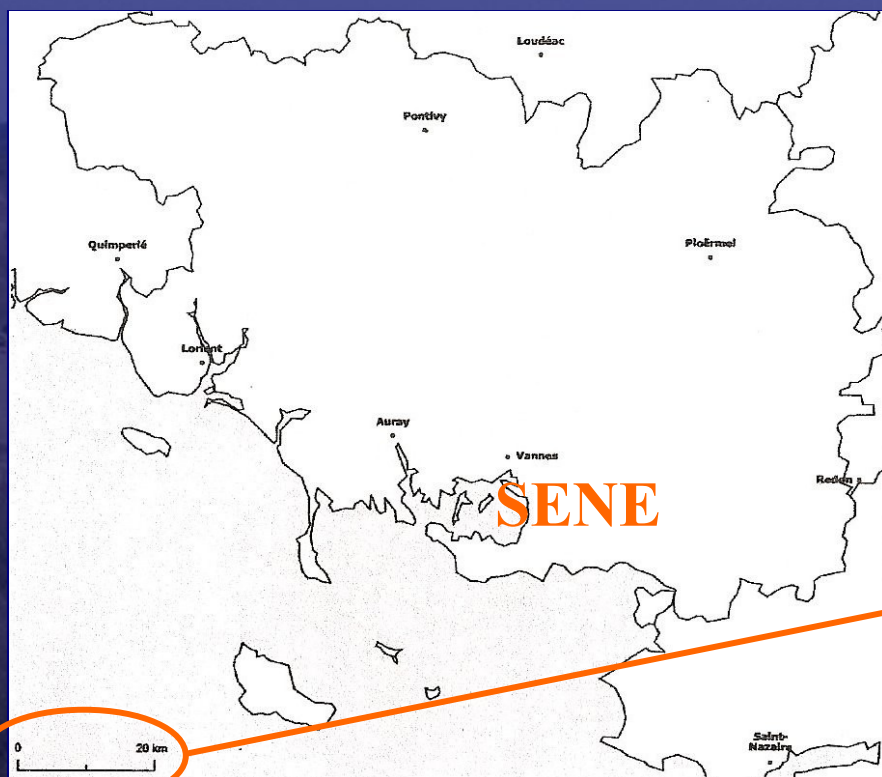 Loudéac
Pontivy
Quimperlé
Ploërmel
Lorient
Auray
Vannes
Redon
SENE
0 20 km
Saint-
Nazaire